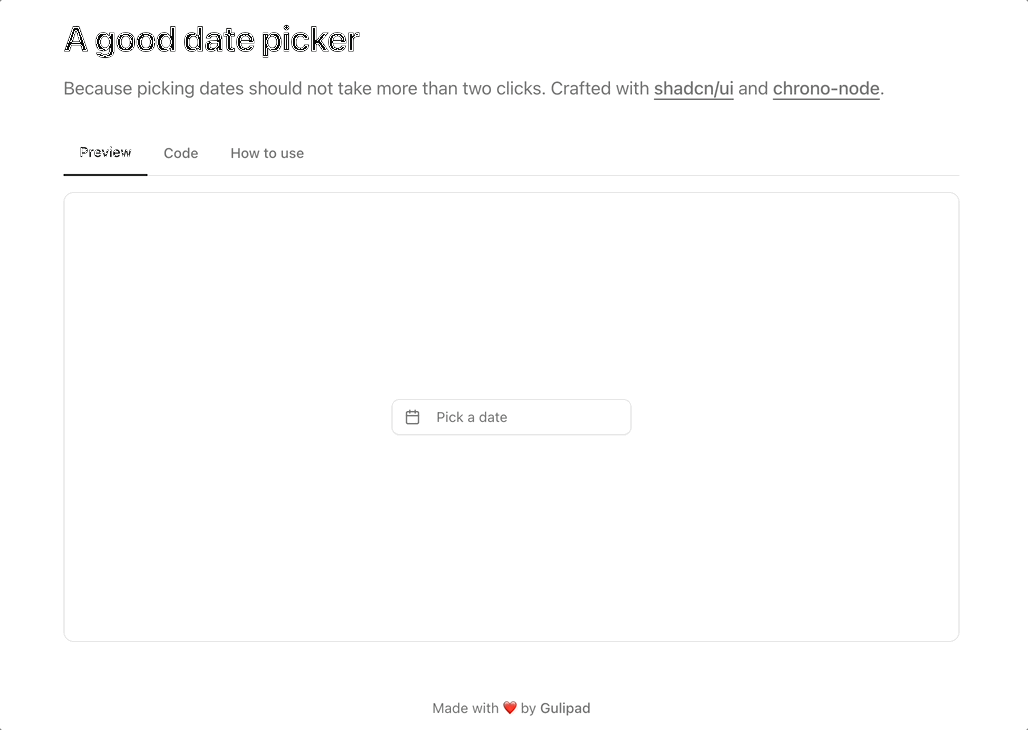 A good date picker
Because picking dates should not take more than two clicks. Crafted with shadcn/ui and chrono-node.
Preview Code How to use
Pick a date
Made with ❤️ by Gulipad